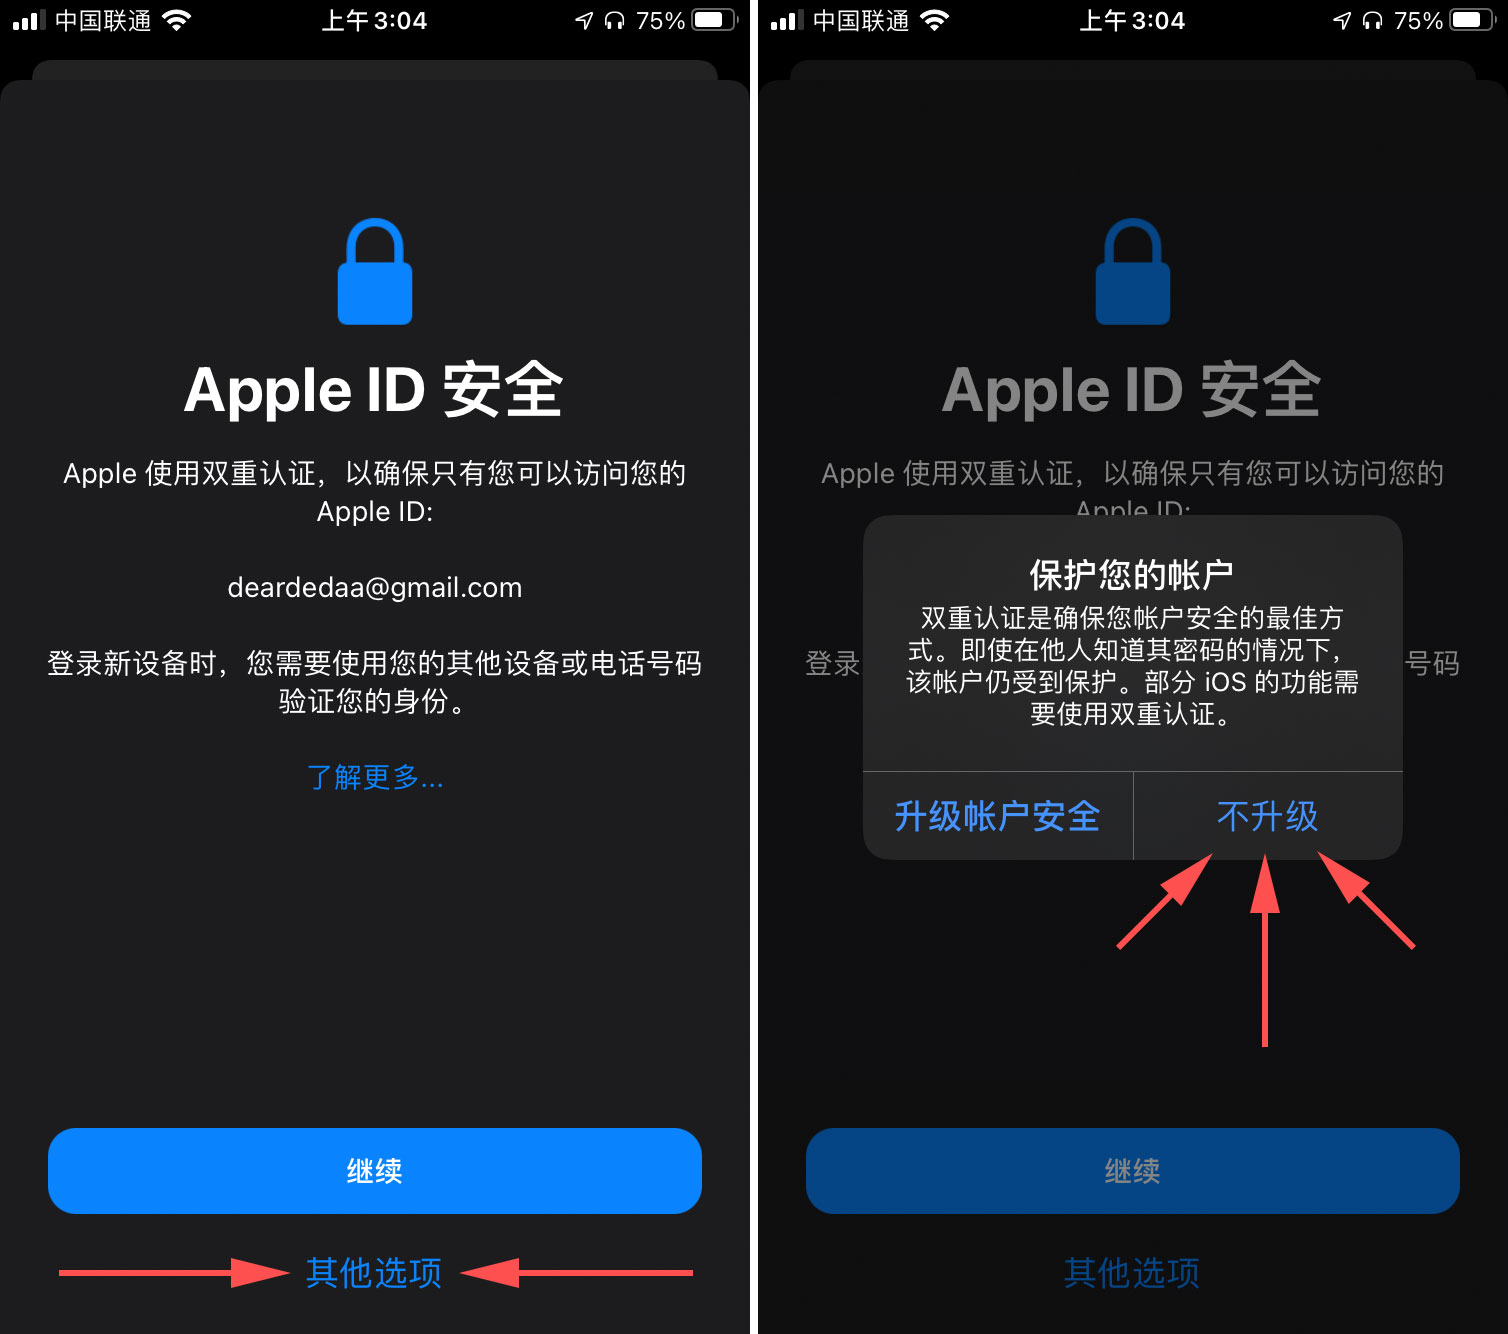 中国联通
上午 3:04
75%
Apple ID 安全
Apple 使用双重认证，以确保只有您可以访问您的
Apple ID:
deardedaa@gmail.com
登录新设备时，您需要使用您的其他设备或电话号码
验证您的身份。
了解更多...
继续
其他选项
中国联通
上午 3:04
75%
Apple ID 安全
Apple 使用双重认证，以确保只有您可以访问您的
Apple ID:
登录
号码
保护您的帐户
双重认证是确保您帐户安全的最佳方
式。即使在他人知道其密码的情况下，
该帐户仍受到保护。部分 iOS 的功能需
要使用双重认证。
升级帐户安全
不升级
继续
其他选项